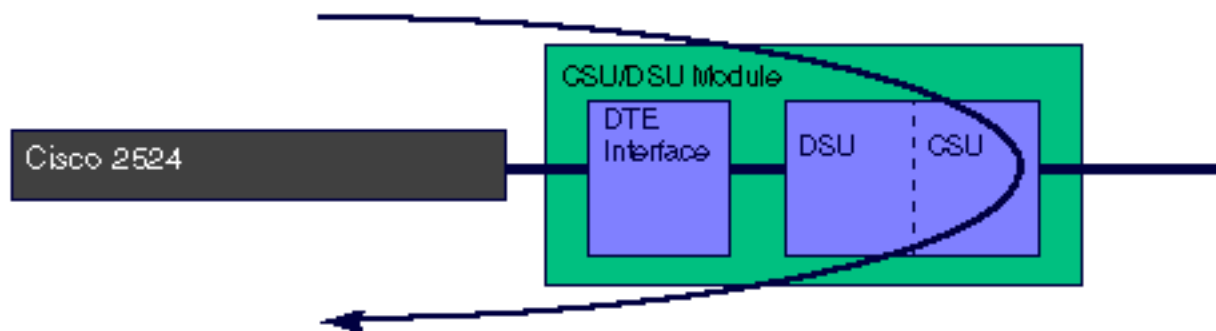 CSU/DSU Module
DTE
Interface
DSU
CSU
Cisco 2524